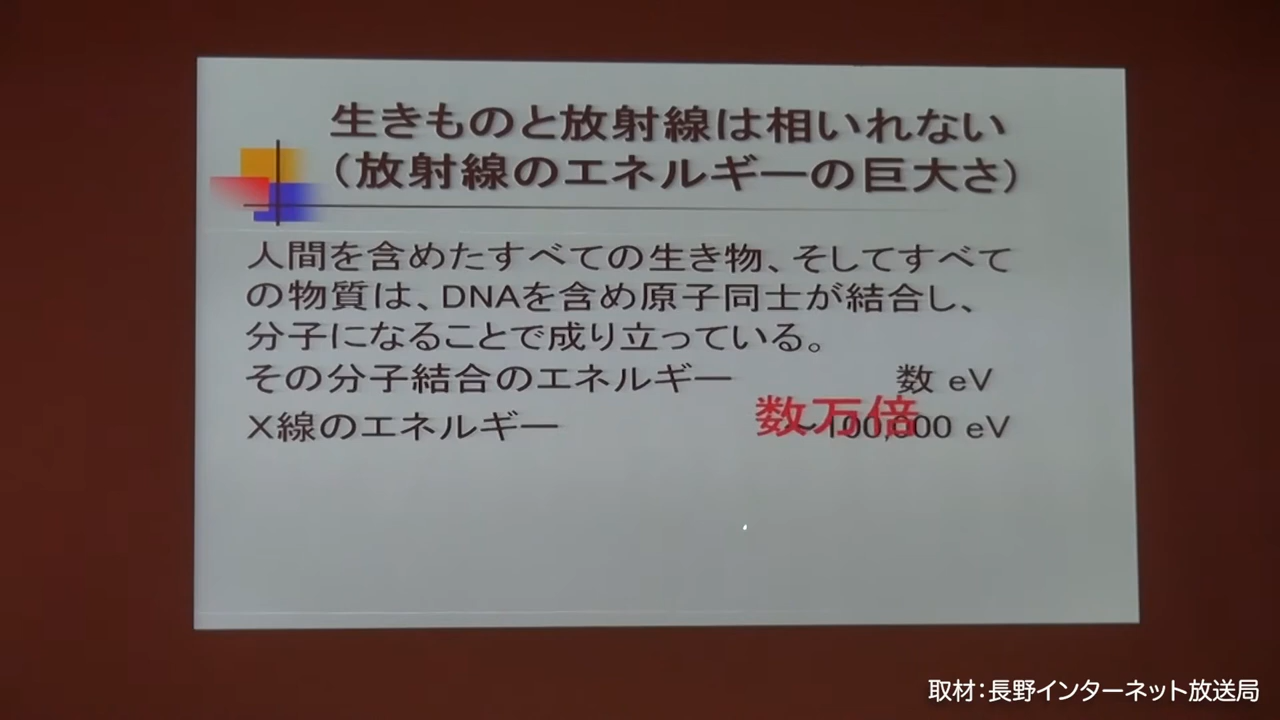 生きものと放射線は相いれない
（放射線のエネルギーの巨大さ）
人間を含めたすべての生き物、そしてすべて
の物質は、DNAを含め原子同士が結合し、
分子になることで成り立っている。
その分子結合のエネルギー 数 eV
数万倍
X線のエネルギー ～100,000 eV
取材：長野インターネット放送局